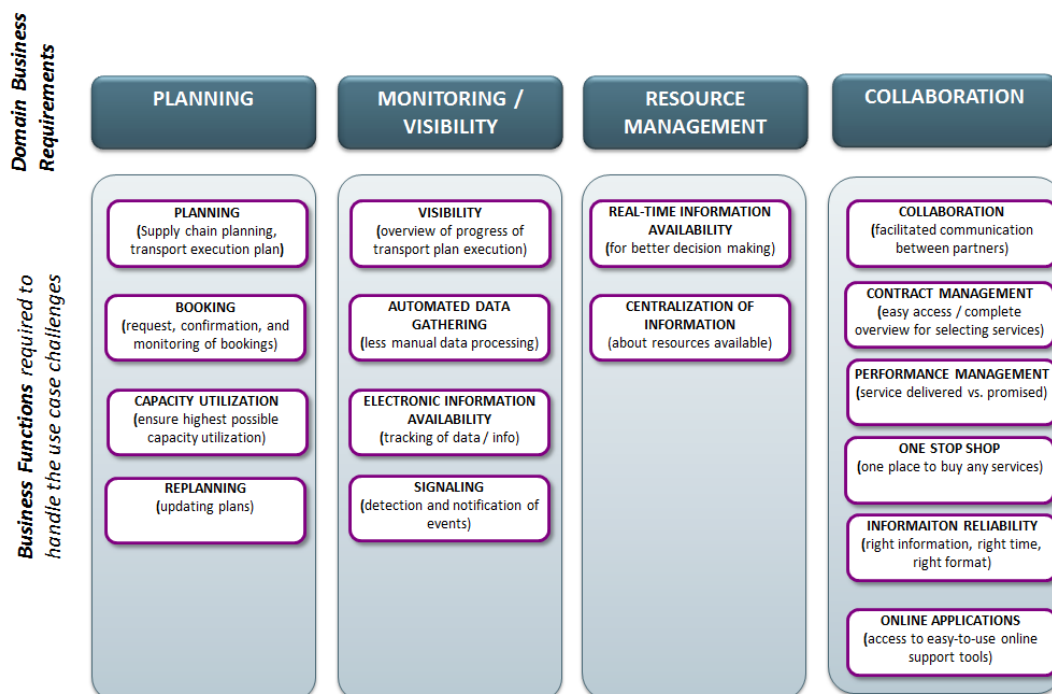 Domain Business
Requirements
PLANNING
MONITORING /
VISIBILITY
RESOURCE
MANAGEMENT
COLLABORATION
Business Functions required to
handle the use case challenges
PLANNING
(Supply chain planning,
transport execution plan)
BOOKING
(request, confirmation, and
monitoring of bookings)
CAPACITY UTILIZATION
(ensure highest possible
capacity utilization)
REPLANNING
(updating plans)
VISIBILITY
(overview of progress of
transport plan execution)
AUTOMATED DATA
GATHERING
(less manual data processing)
ELECTRONIC INFORMATION
AVAILABILITY
(tracking of data / info)
SIGNALING
(detection and notification of
events)
REAL-TIME INFORMATION
AVAILABILITY
(for better decision making)
CENTRALIZATION OF
INFORMATION
(about resources available)
COLLABORATION
(facilitated communication
between partners)
CONTRACT MANAGEMENT
(easy access / complete
overview for selecting services)
PERFORMANCE MANAGEMENT
(service delivered vs. promised)
ONE STOP SHOP
(one place to buy any services)
INFORMAITON RELIABILITY
(right information, right time,
right format)
ONLINE APPLICATIONS
(access to easy-to-use online
support tools)